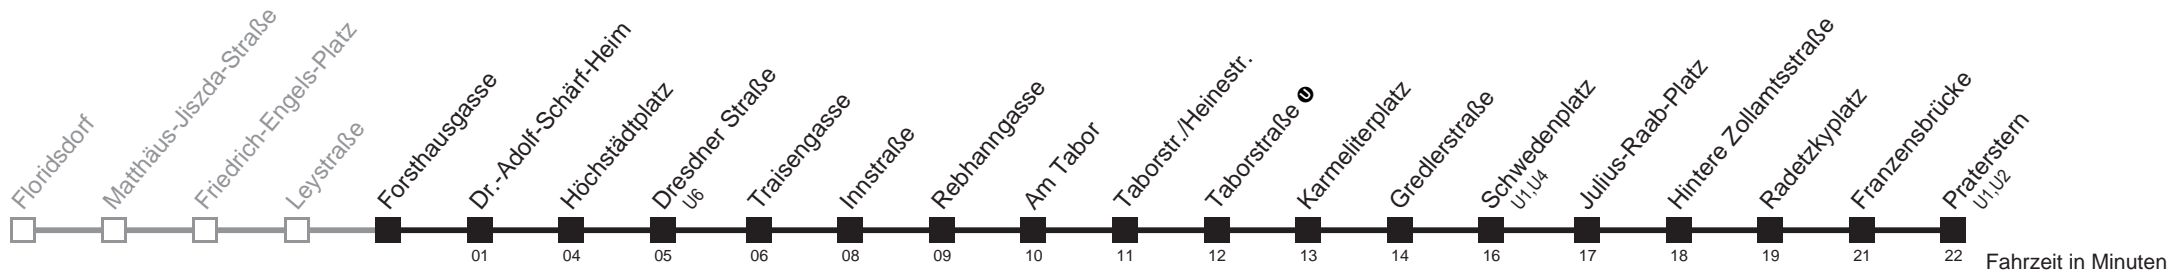 Floridsdorf
Matthäus-Jiszda-Straße
Friedrich-Engels-Platz
Leystraße
Forsthausgasse
Dr.-Adolf-Schärf-Heim
Höchstädtplatz
Dresdner Straße
U6
Traisengasse
Innstraße
Rebhanngasse
Am Tabor
Taborstr./Heinestr.
Taborstraße U
Karmeliterplatz
Gredlerstraße
Schwedenplatz
U1,U4
Julius-Raab-Platz
Hintere Zollamtsstraße
Radetzkyplatz
Franzensbrücke
Praterstern
U1,U2
01 04 05 06 08 09 10 11 12 13 14 16 17 18 19 21 22 Fahrzeit in Minuten